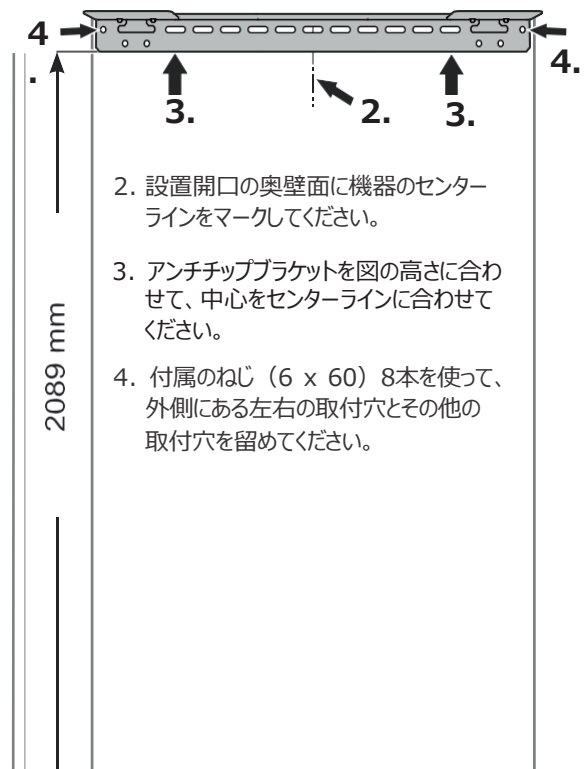 4
.
4.
3.
2.
3.
2. 設置開口の奥壁面に機器のセンター
ラインをマークしてください。
3. アンチチップブラケットを図の高さに合わ
せて、中心をセンターラインに合わせて
ください。
4. 付属のねじ（6 x 60）8本を使って、
外側にある左右の取付穴とその他の
取付穴を留めてください。
2089 mm